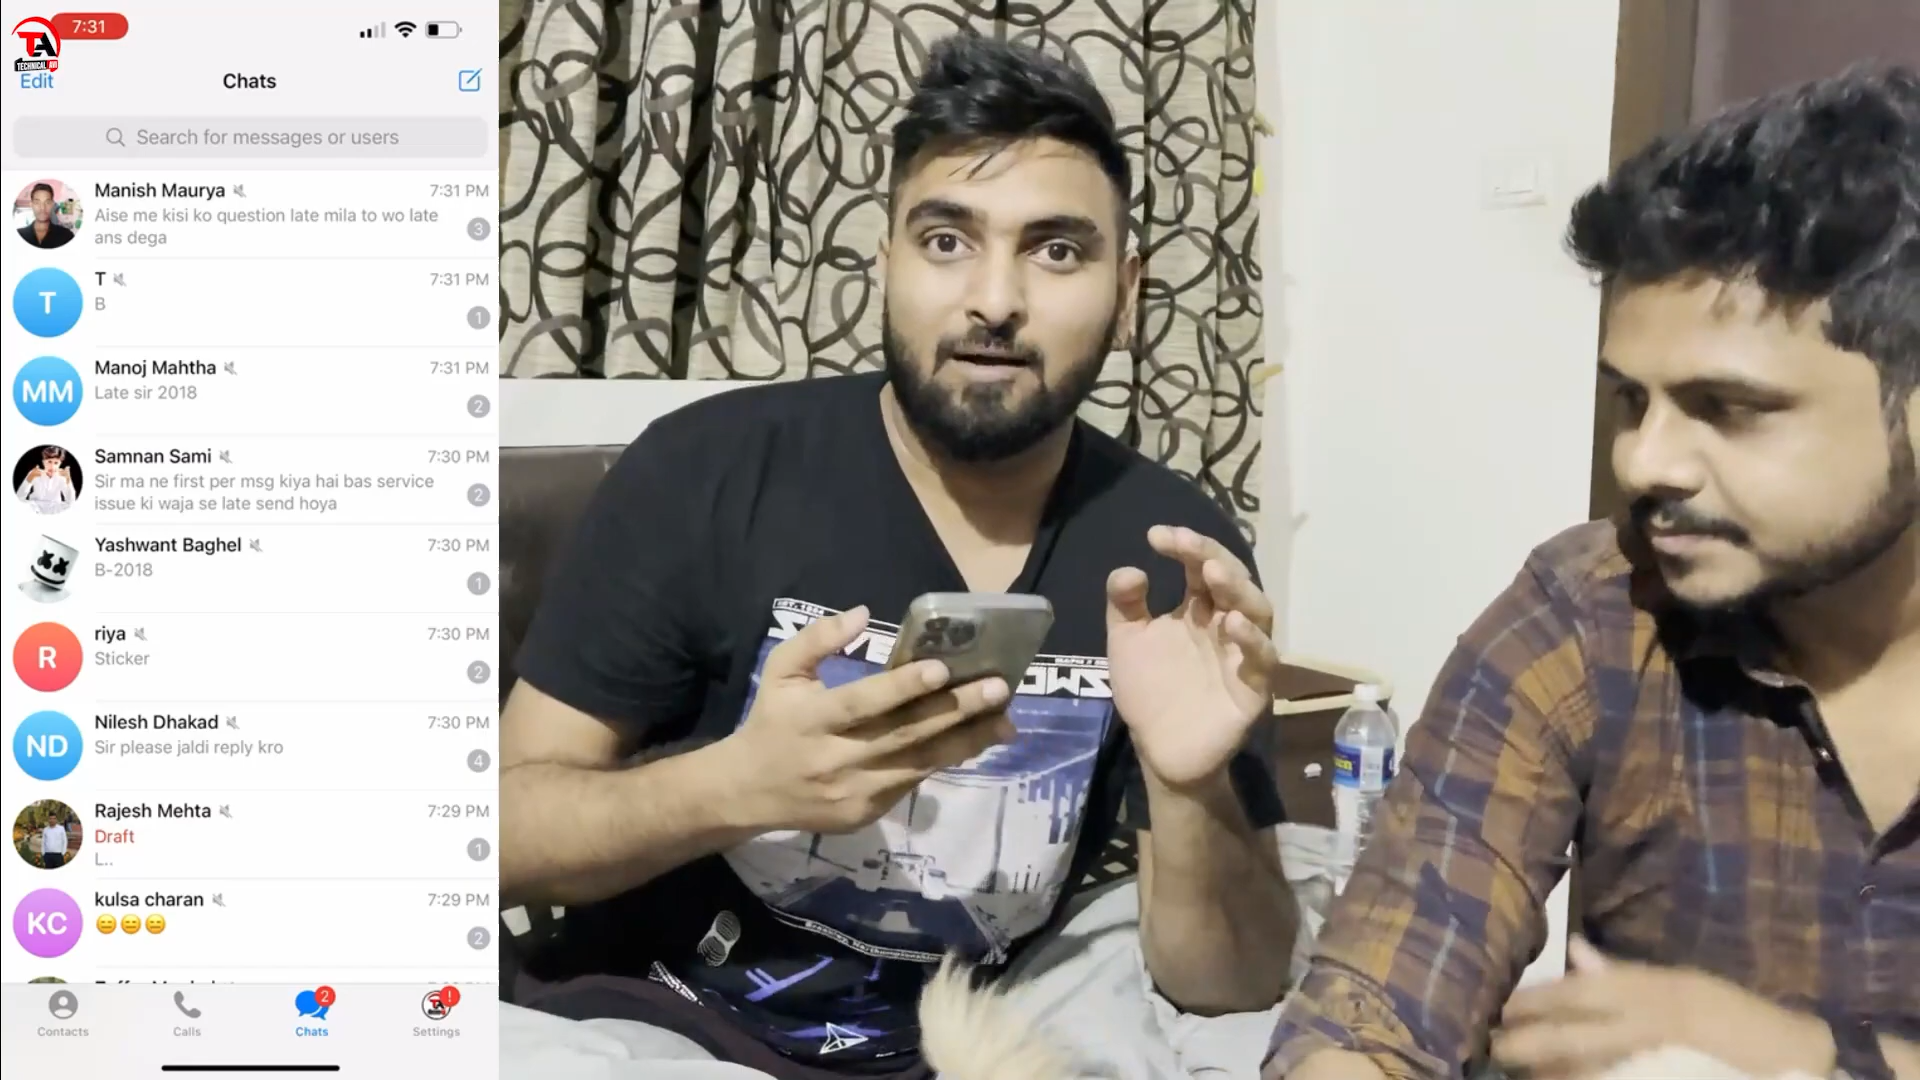 7:31
TA
TECHNICAL AVI
Edit
Chats
Search for messages or users
Manish Maurya
7:31 PM
Aise me kisi ko question late mila to wo late
ans dega
3
T
T
7:31 PM
B
1
MM
Manoj Mahtha
7:31 PM
Late sir 2018
2
Samnan Sami
7:30 PM
Sir ma ne first per msg kiya hai bas service
issue ki waja se late send hoya
2
Yashwant Baghel
7:30 PM
B-2018
1
R
riya
7:30 PM
Sticker
2
ND
Nilesh Dhakad
7:30 PM
Sir please jaldi reply kro
4
Rajesh Mehta
7:29 PM
Draft
L..
1
KC
kulsa charan
7:29 PM
2
Contacts
Calls
2
Chats
!
Settings